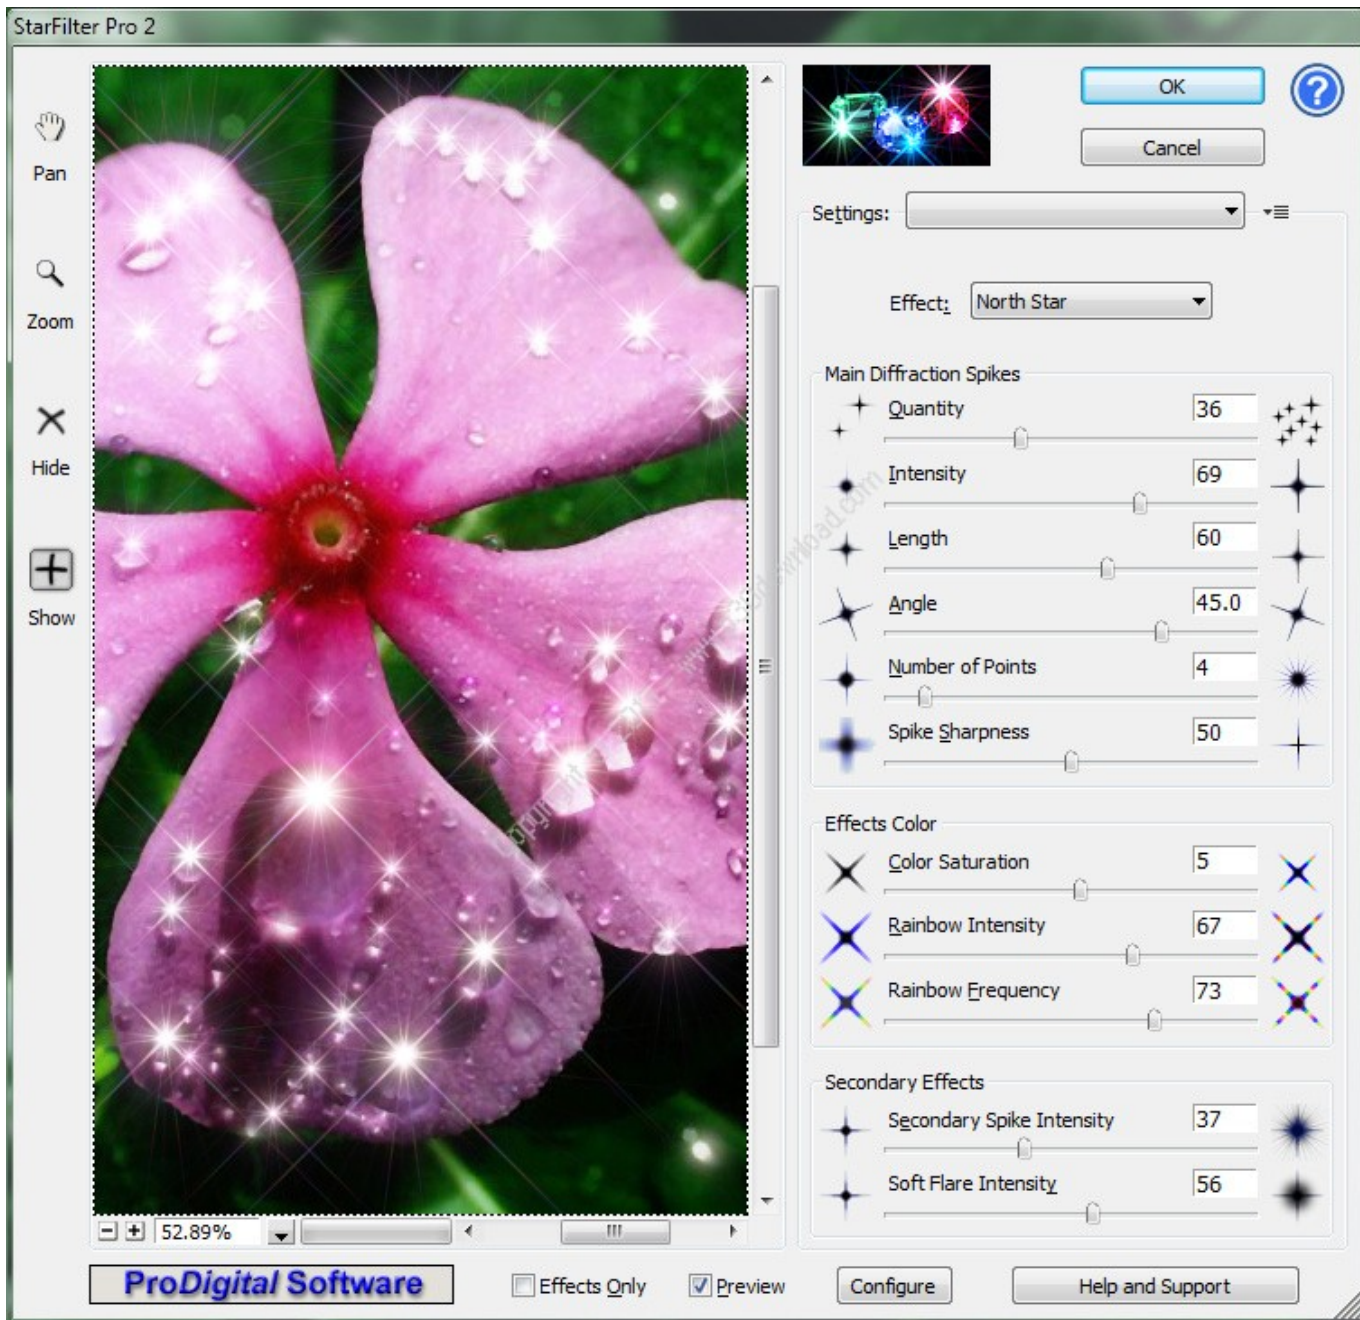 StarFilter Pro 2
Pan
Zoom
Hide
Show
OK
Cancel
Settings:
Effect: North Star
Main Diffraction Spikes
Quantity 36
Intensity 69
Length 60
Angle 45.0
Number of Points 4
Spike Sharpness 50
Effects Color
Color Saturation 5
Rainbow Intensity 67
Rainbow Frequency 73
Secondary Effects
Secondary Spike Intensity 37
Soft Flare Intensity 56
52.89%
ProDigital Software
Effects Only
Preview
Configure
Help and Support
?